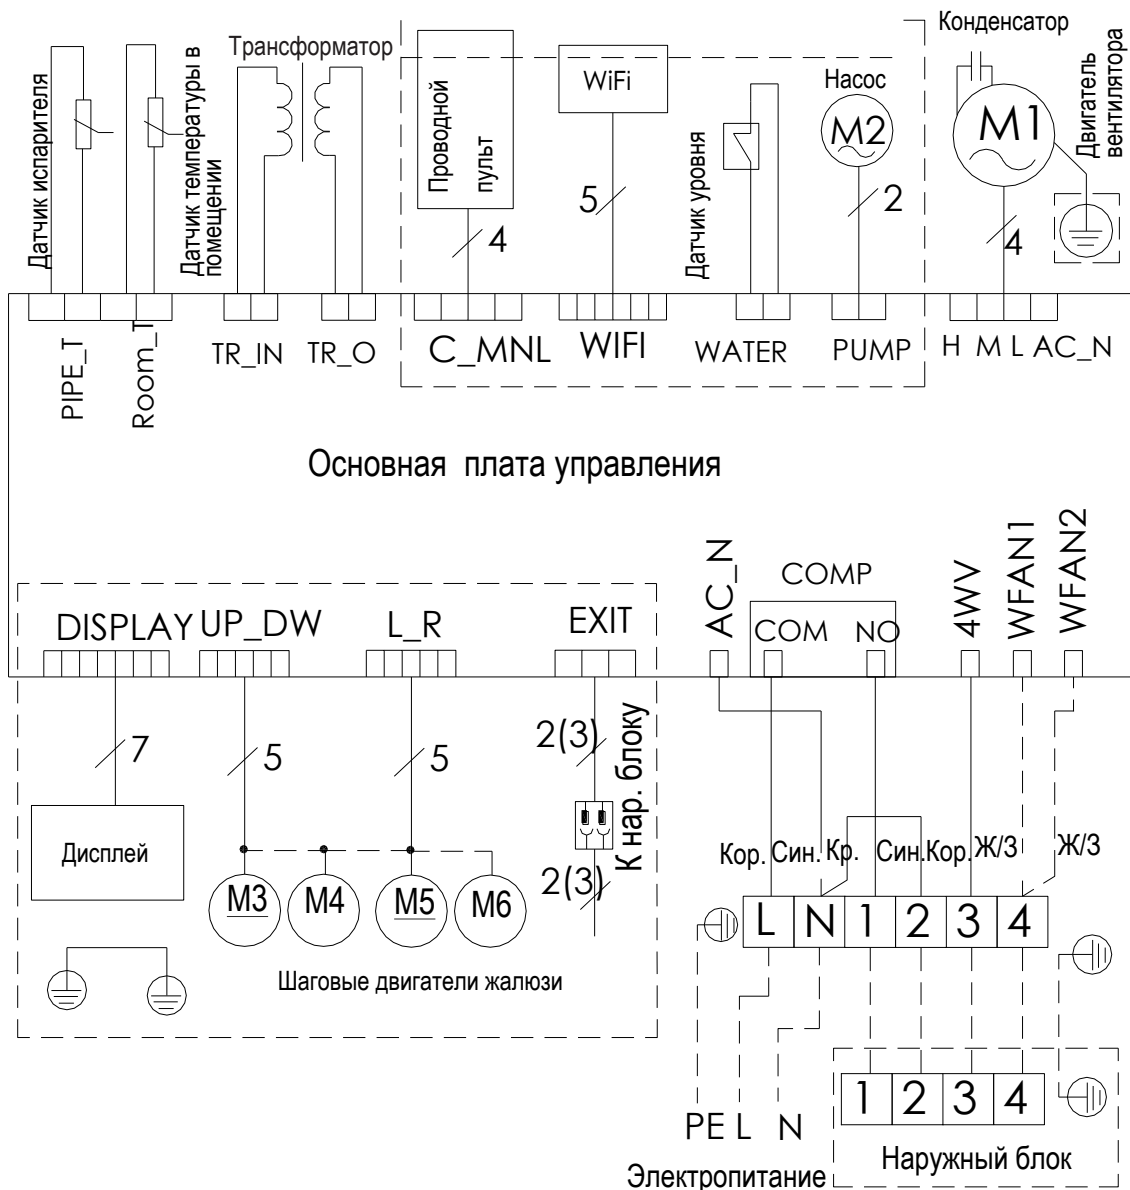 Датчик испарителя
Датчик температуры в
помещении
Трансформатор
Проводной
пульт
WiFi
Датчик уровня
Насос
M2
Конденсатор
M1
Двигатель
вентилятора
4
5
2
4
PIPE_T
Room_T
TR_IN
TR_O
C_MNL
WIFI
WATER
PUMP
H M L AC_N
Основная плата управления
DISPLAY
UP_DW
L_R
EXIT
AC_N
COMP
COM
NO
4WV
WFAN1
WFAN2
7
5
5
2(3)
К нар. блоку
2(3)
Дисплей
M3
M4
M5
M6
Шаговые двигатели жалюзи
Кор.
Син.
Кр.
Син.
Кор.
Ж/З
Ж/З
L N 1 2 3 4
1 2 3 4
PE L N
Электропитание
Наружный блок